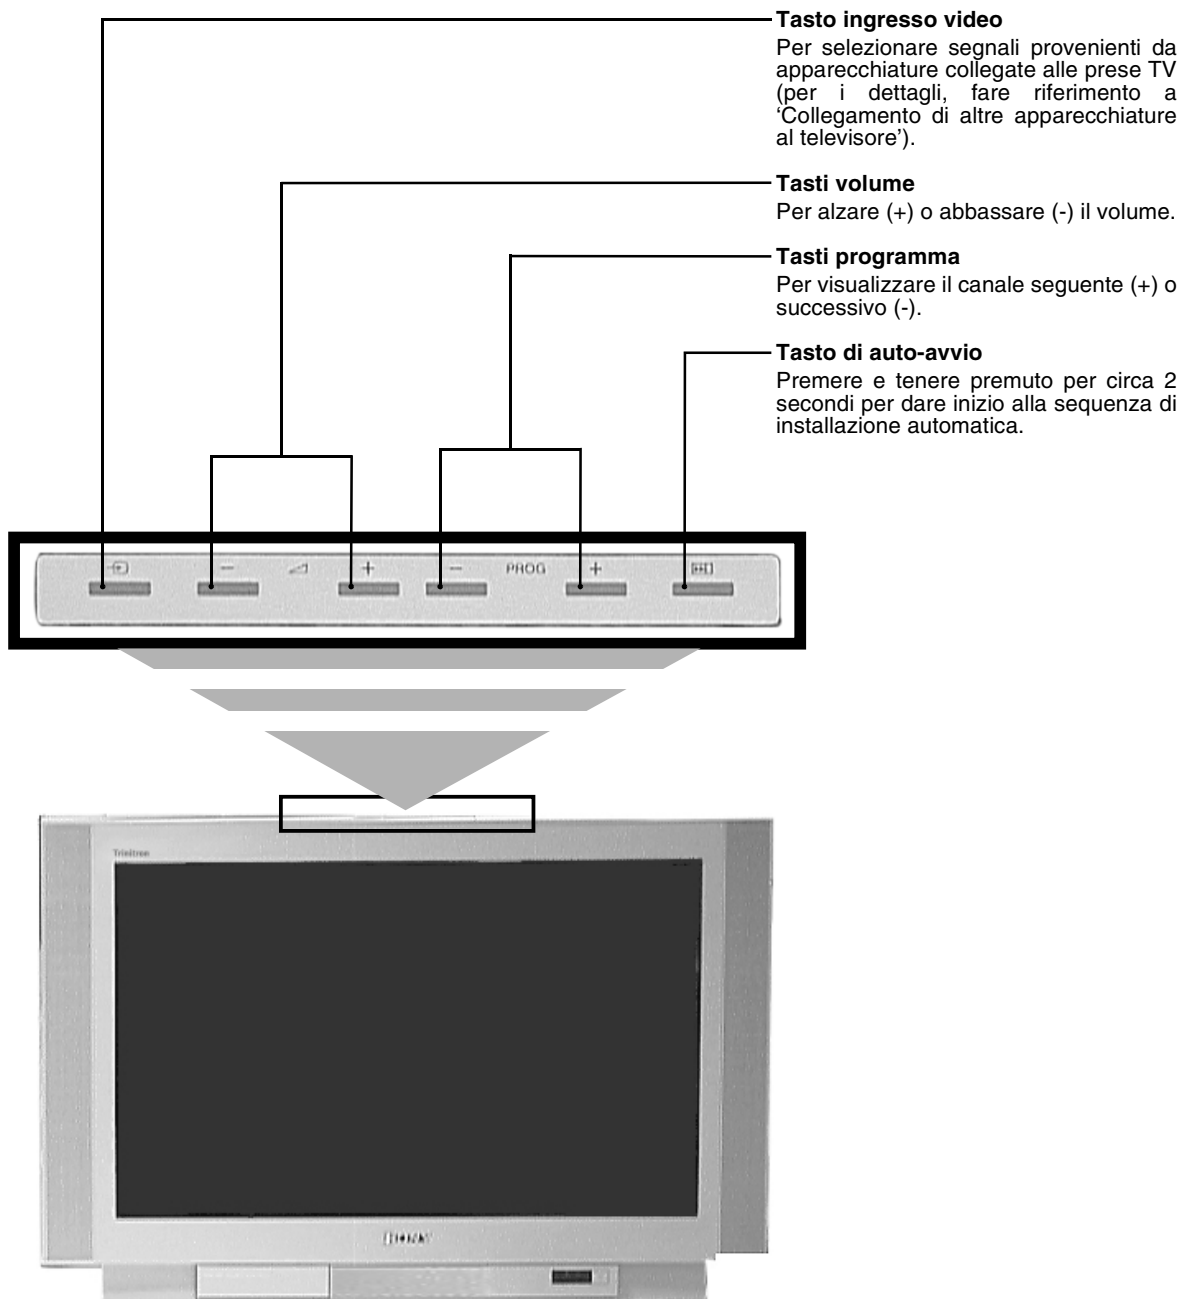 Tasto ingresso video
Per selezionare segnali provenienti da
apparecchiature collegate alle prese TV
(per i dettagli, fare riferimento a
‘Collegamento di altre apparecchiature
al televisore’).
Tasti volume
Per alzare (+) o abbassare (-) il volume.
Tasti programma
Per visualizzare il canale seguente (+) o
successivo (-).
Tasto di auto-avvio
Premere e tenere premuto per circa 2
secondi per dare inizio alla sequenza di
installazione automatica.
− + − PROG +
Trinitron